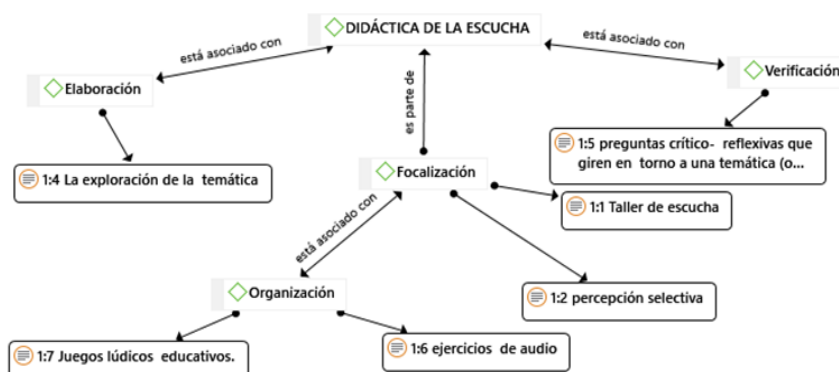 DIDÁCTICA DE LA ESCUCHA
está asociado con
está asociado con
Elaboración
Verificación
es parte de
1:5 preguntas crítico- reflexivas que
giren en torno a una temática (o...
1:4 La exploración de la temática
Focalización
1:1 Taller de escucha
está asociado con
Organización
1:2 percepción selectiva
1:7 Juegos lúdicos educativos.
1:6 ejercicios de audio